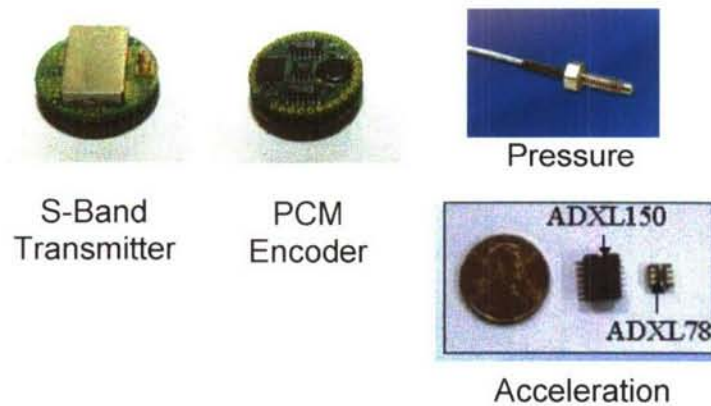 S-Band
Transmitter
PCM
Encoder
Pressure
ADXL150
ADXL78
Acceleration